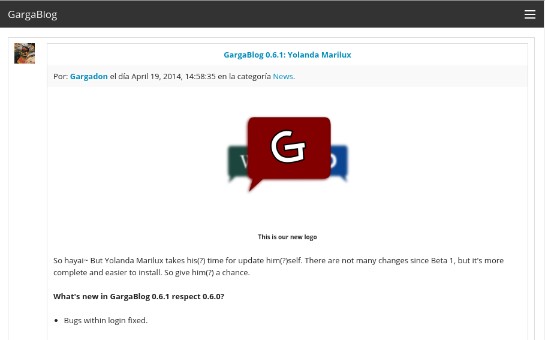 GargaBlog
GargaBlog 0.6.1: Yolanda Marilux
Por: Gargadon el día April 19, 2014, 14:58:35 en la categoría News.
G
This is our new logo
So hayai~ But Yolanda Marilux takes his(?) time for update him(?)self. There are not many changes since Beta 1, but it's more
complete and easier to install. So give him(?) a chance.
What's new in GargaBlog 0.6.1 respect 0.6.0?
• Bugs within login fixed.